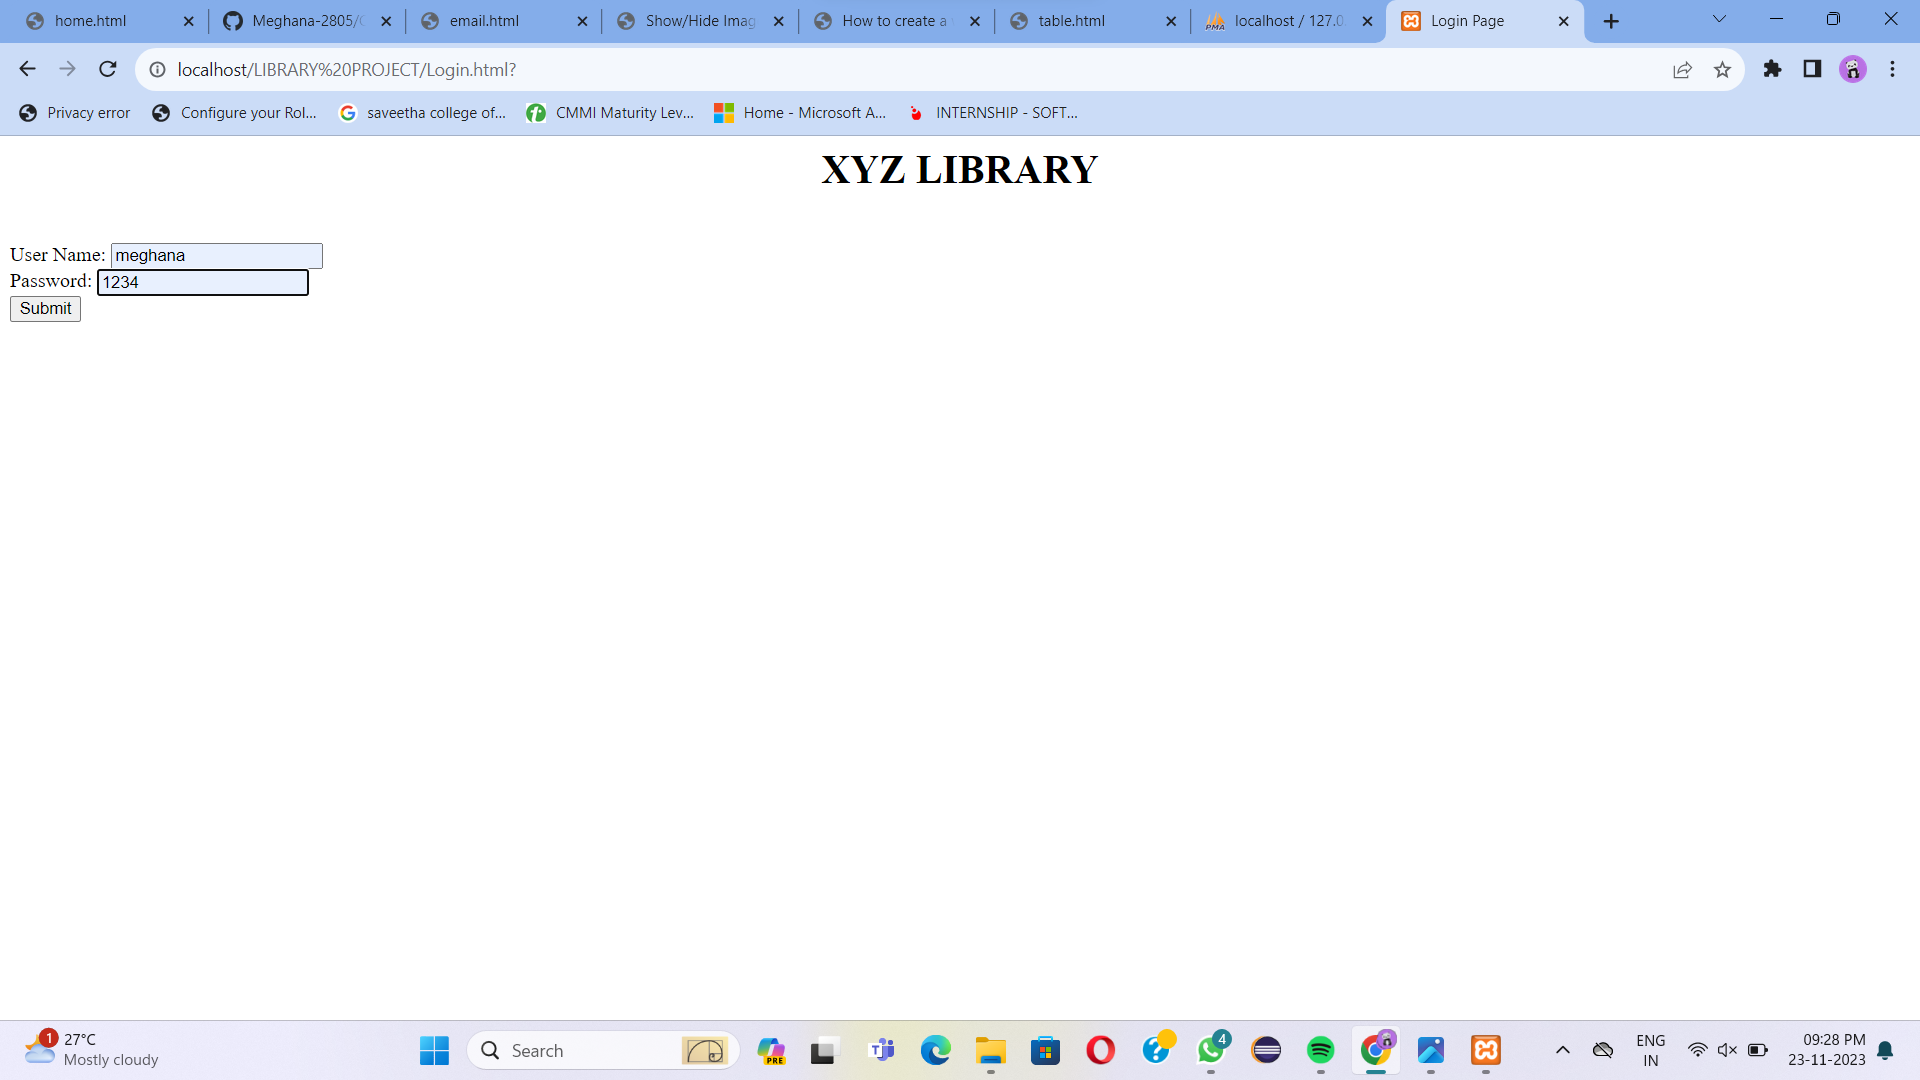 home.html
Meghana-2805/
email.html
Show/Hide Imag
How to create a
table.html
localhost / 127.0.
Login Page
localhost/LIBRARY%20PROJECT/Login.html?
Privacy error
Configure your Rol...
saveetha college of...
CMMI Maturity Lev...
Home - Microsoft A...
INTERNSHIP - SOFT...
XYZ LIBRARY
User Name: meghana
Password: 1234
Submit
1
27°C
Mostly cloudy
Search
PRE
4
ENG
IN
09:28 PM
23-11-2023